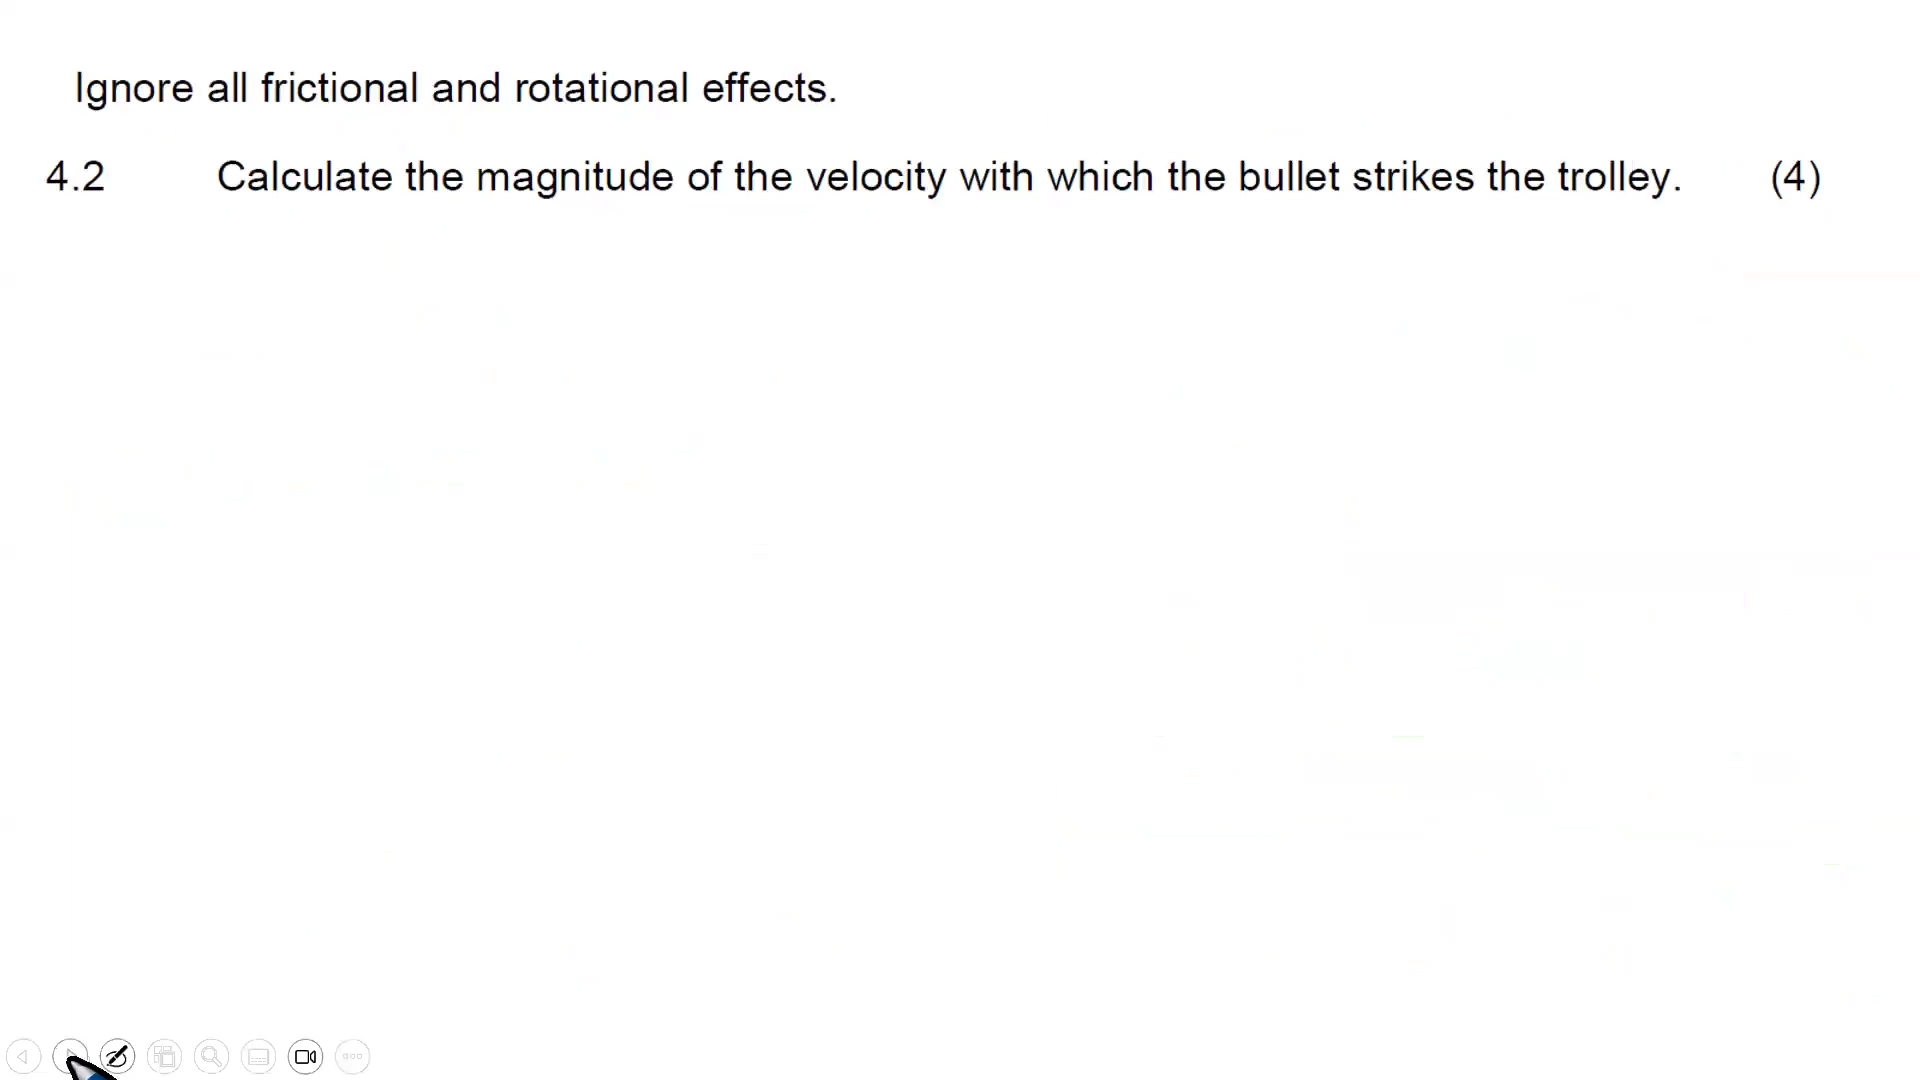 Ignore all frictional and rotational effects.
4.2 Calculate the magnitude of the velocity with which the bullet strikes the trolley. (4)